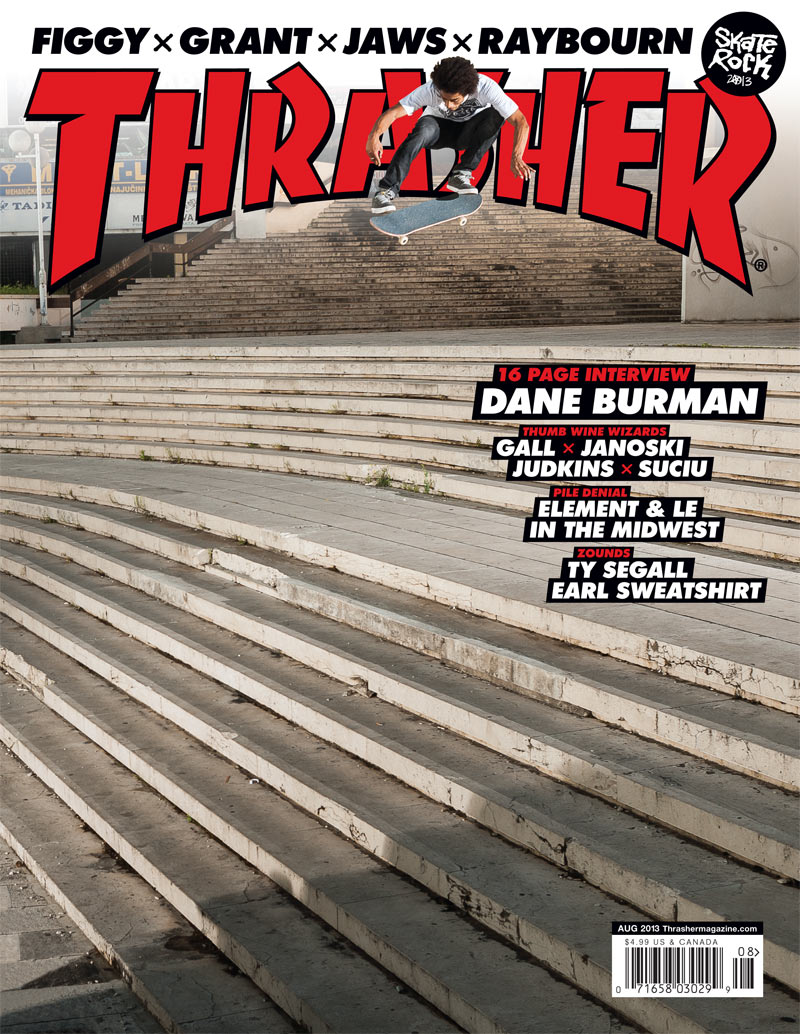 FIGGY × GRANT × JAWS × RAYBOURN
SKATE
ROCK
2013
THRASHER
®
16 PAGE INTERVIEW
DANE BURMAN
THUMB WINE WIZARDS
GALL × JANOSKI
JUDKINS × SUCIU
PILE DENIAL
ELEMENT & LE
IN THE MIDWEST
ZOUNDS
TY SEGALL
EARL SWEATSHIRT
AUG 2013 Thrashermagazine.com
$4.99 US & CANADA
08>
0 71658 03029 9